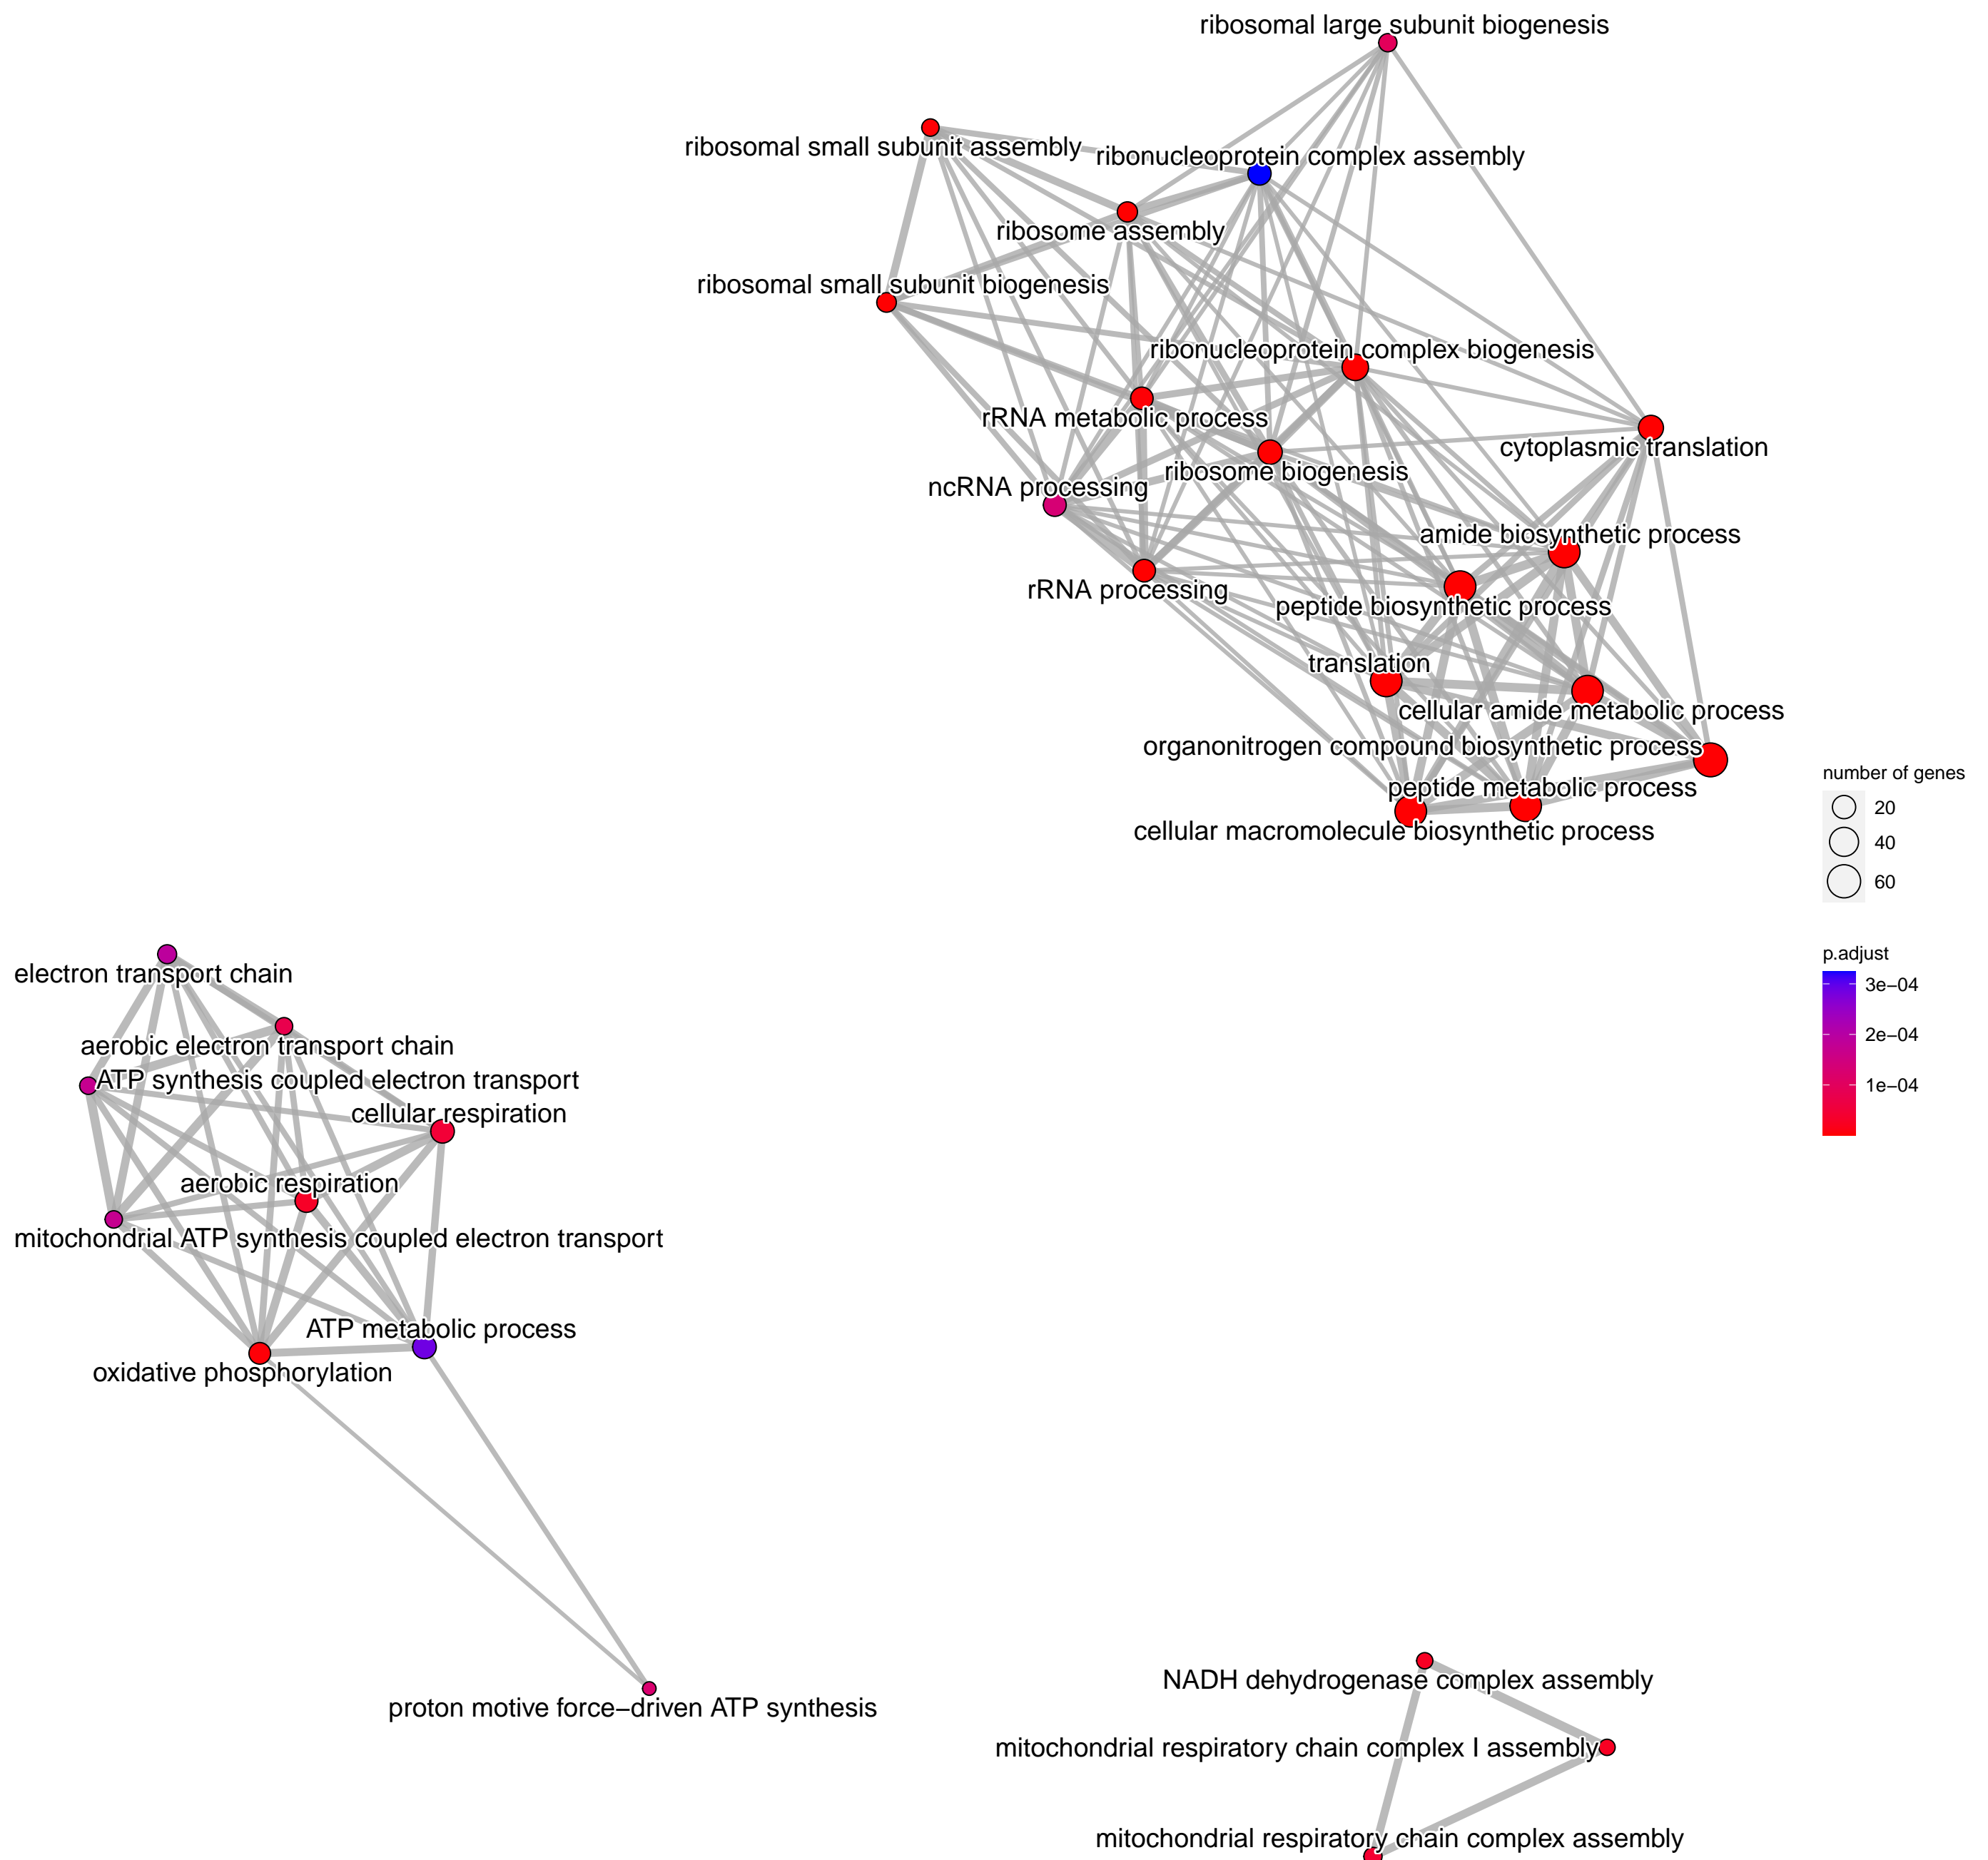 ribosomal large subunit biogenesis
ribosomal small subunit assembly
ribonucleoprotein complex assembly
ribosome assembly
ribosomal small subunit biogenesis
ribonucleoprotein complex biogenesis
rRNA metabolic process
cytoplasmic translation
ribosome biogenesis
ncRNA processing
amide biosynthetic process
rRNA processing
peptide biosynthetic process
translation
cellular amide metabolic process
organonitrogen compound biosynthetic process
peptide metabolic process
cellular macromolecule biosynthetic process
number of genes
20
40
60
p.adjust
3e−04
2e−04
1e−04
electron transport chain
aerobic electron transport chain
ATP synthesis coupled electron transport
cellular respiration
aerobic respiration
mitochondrial ATP synthesis coupled electron transport
ATP metabolic process
oxidative phosphorylation
proton motive force−driven ATP synthesis
NADH dehydrogenase complex assembly
mitochondrial respiratory chain complex I assembly
mitochondrial respiratory chain complex assembly